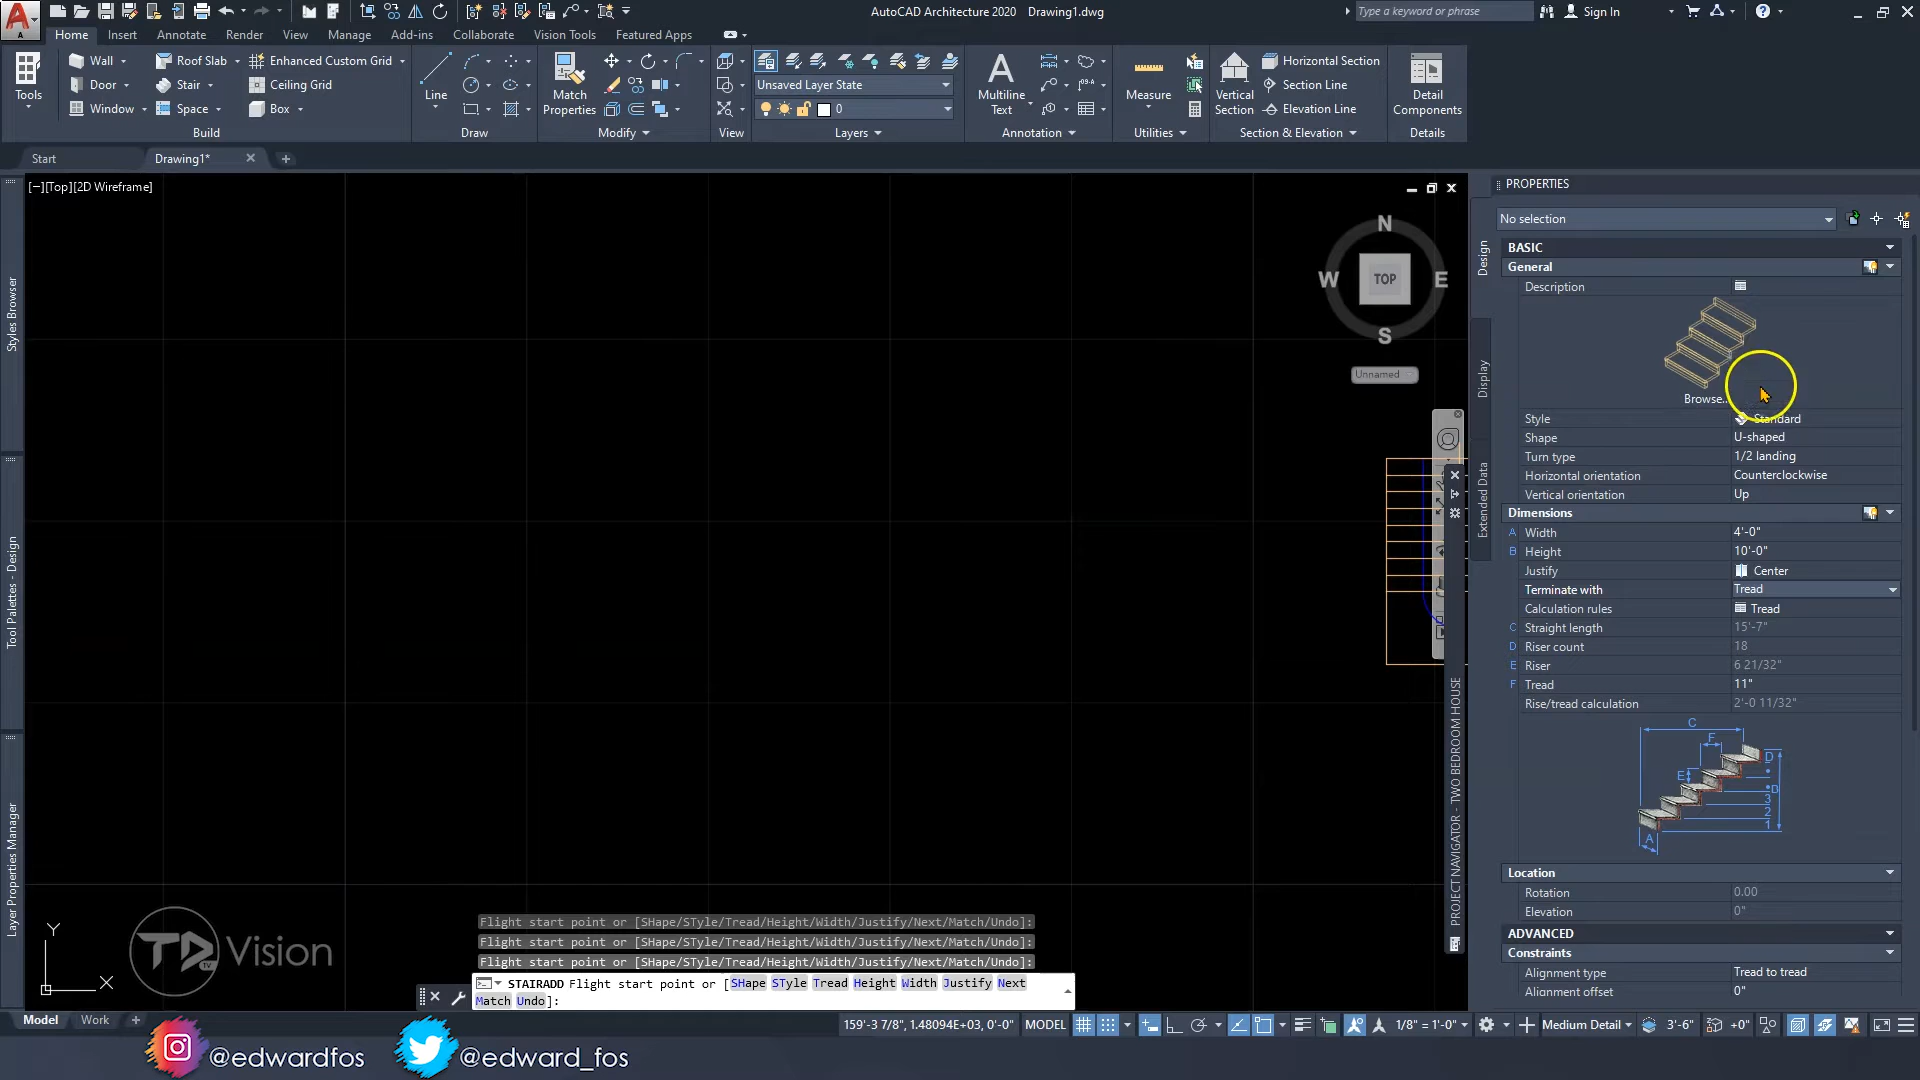 AutoCAD Architecture 2020 Drawing1.dwg
Type a keyword or phrase
Sign In
Home Insert Annotate Render View Manage Add-ins Collaborate Vision Tools Featured Apps
Tools
Wall
Door
Window
Roof Slab
Stair
Space
Enhanced Custom Grid
Ceiling Grid
Box
Build
Line
Draw
Match
Properties
Modify
View
Unsaved Layer State
0
Layers
Multiline
Text
Annotation
Measure
Utilities
Vertical
Section
Horizontal Section
Section Line
Elevation Line
Section & Elevation
Detail
Components
Details
Start Drawing1*
[−][Top][2D Wireframe]
Styles Browser
Tool Palettes - Design
Layer Properties Manager
N
W TOP E
S
Unnamed
PROJECT NAVIGATOR - TWO BEDROOM HOUSE
Design
Display
Extended Data
PROPERTIES
No selection
BASIC
General
Description
Browse...
Style Standard
Shape U-shaped
Turn type 1/2 landing
Horizontal orientation Counterclockwise
Vertical orientation Up
Dimensions
A Width 4'-0"
B Height 10'-0"
Justify Center
Terminate with Tread
Calculation rules Tread
C Straight length 15'-7"
D Riser count 18
E Riser 6 21/32"
F Tread 11"
Rise/tread calculation 2'-0 11/32"
C
F
D
E
B
3
2
1
A
Location
Rotation 0.00
Elevation 0"
ADVANCED
Constraints
Alignment type Tread to tread
Alignment offset 0"
Y
X
TD TV Vision
Flight start point or [SHape/STyle/Tread/Height/Width/Justify/Next/Match/Undo]:
Flight start point or [SHape/STyle/Tread/Height/Width/Justify/Next/Match/Undo]:
Flight start point or [SHape/STyle/Tread/Height/Width/Justify/Next/Match/Undo]:
STAIRADD Flight start point or [SHape STyle Tread Height Width Justify Next
Match Undo]:
Model Work
159'-3 7/8", 1.48094E+03, 0'-0" MODEL 1/8" = 1'-0" Medium Detail 3'-6" +0"
@edwardfos @edward_fos